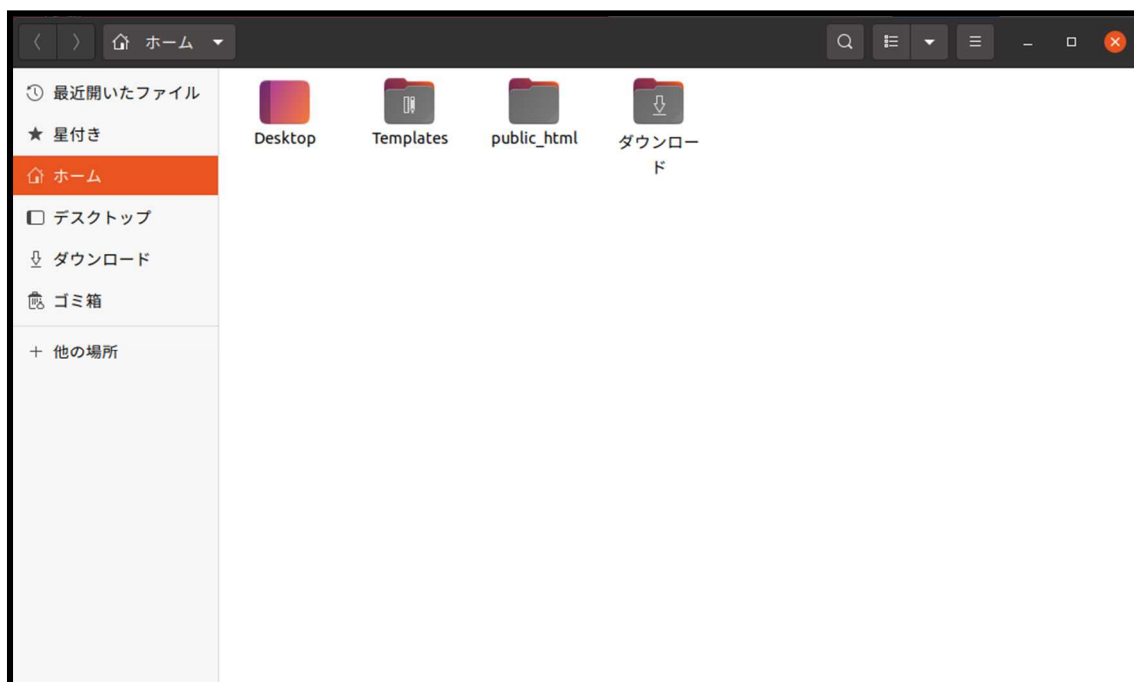 ホーム
最近開いたファイル
星付き
ホーム
デスクトップ
ダウンロード
ゴミ箱
他の場所
Desktop
Templates
public_html
ダウンロー
ド